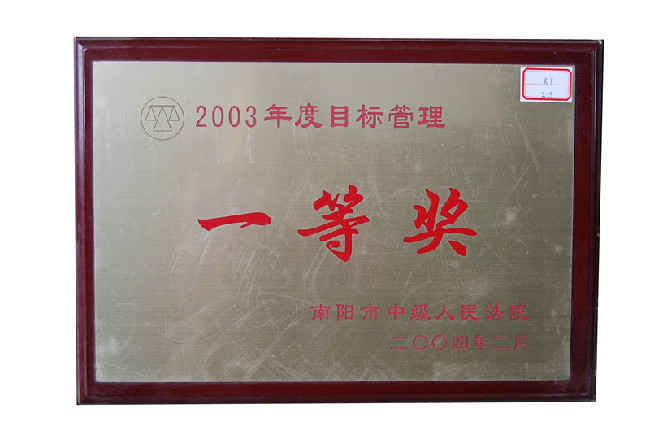 2003年度目标管理
一等奖
南阳市中级人民法院
二〇〇四年二月